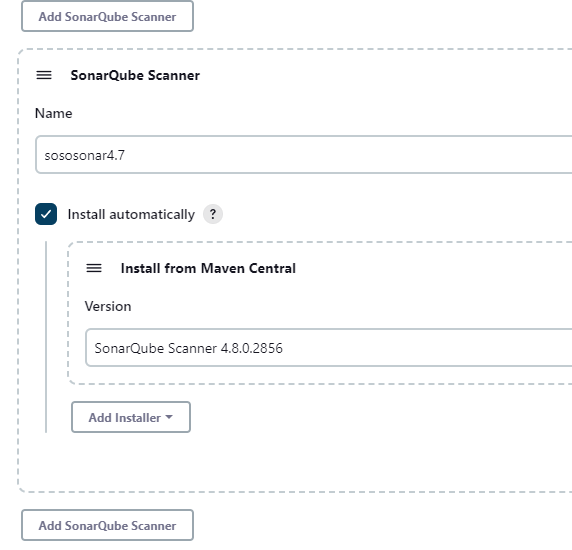 Add SonarQube Scanner
SonarQube Scanner
Name
sososonar4.7
Install automatically ?
Install from Maven Central
Version
SonarQube Scanner 4.8.0.2856
Add Installer
Add SonarQube Scanner